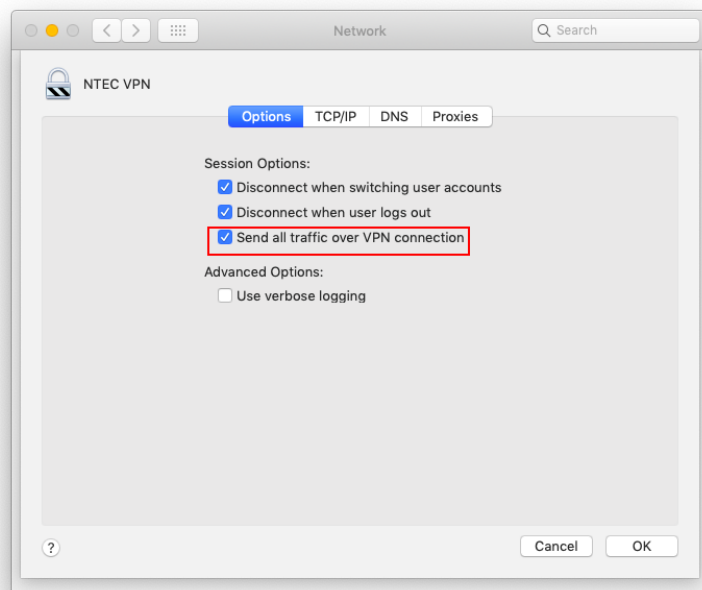 Network
Search
NTEC VPN
Options TCP/IP DNS Proxies
Session Options:
Disconnect when switching user accounts
Disconnect when user logs out
Send all traffic over VPN connection
Advanced Options:
Use verbose logging
?
Cancel OK